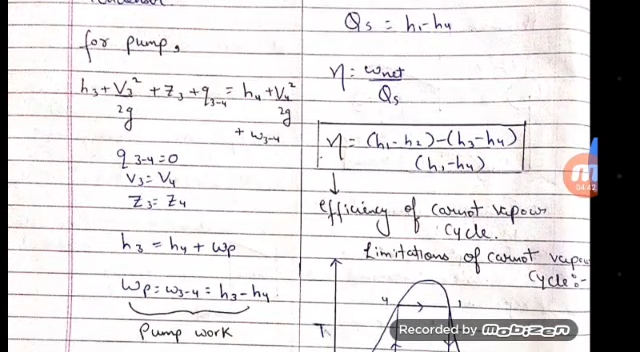 for pump,
h3 + V3²/2g + Z3 + q3-4 = h4 + V4²/2g
+ w3-4
q3-4 = 0
V3 = V4
Z3 = Z4
h3 = h4 + wp
Wp = w3-4 = h3 - h4
Pump work
Qs = h1 - h4
η = wnet/Qs
η = (h1 - h2) - (h3 - h4)/(h1 - h4)
efficiency of carnot vapour
cycle.
Limitations of carnot vapou
Cycle:-
4
1
T
04:42
Recorded by mobizen